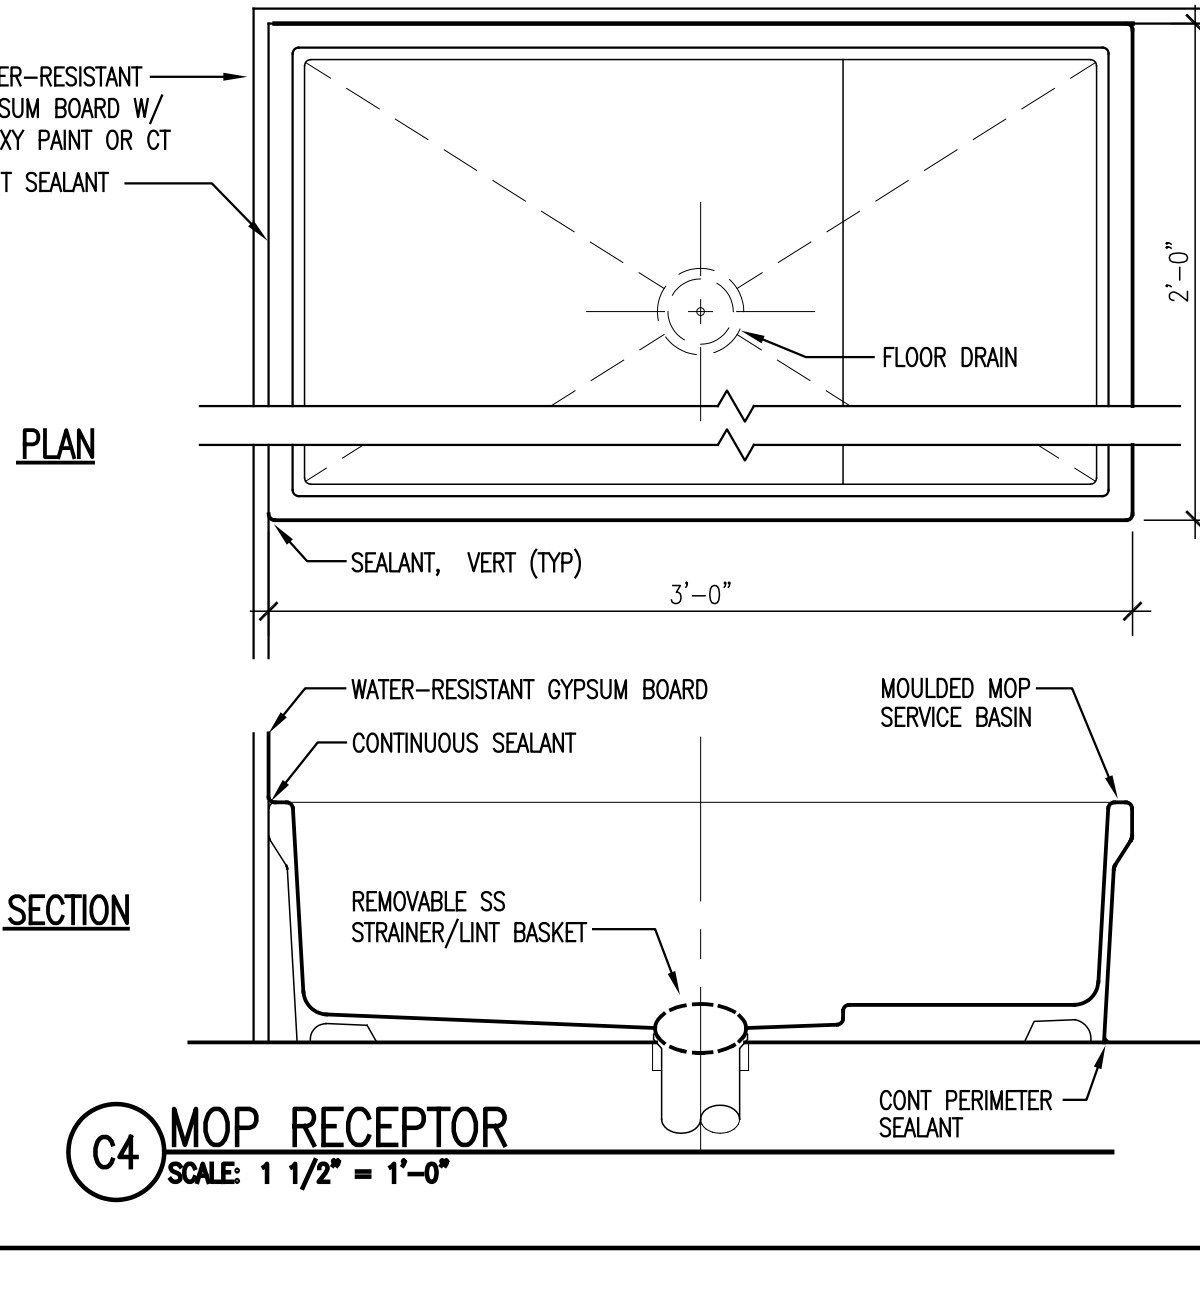 ER-RESISTANT
SUM BOARD W/
XY PAINT OR CT
T SEALANT
2'-0"
FLOOR DRAIN
PLAN
SEALANT, VERT (TYP)
3'-0"
WATER-RESISTANT GYPSUM BOARD
MOULDED MOP
SERVICE BASIN
CONTINUOUS SEALANT
SECTION
REMOVABLE SS
STRAINER/LINT BASKET
CONT PERIMETER
SEALANT
C4
MOP RECEPTOR
SCALE: 1 1/2" = 1'-0"